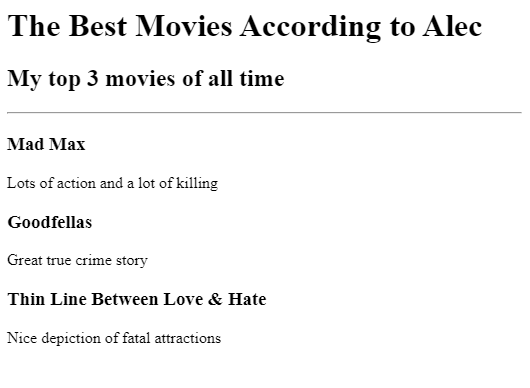 The Best Movies According to Alec
My top 3 movies of all time
Mad Max
Lots of action and a lot of killing
Goodfellas
Great true crime story
Thin Line Between Love & Hate
Nice depiction of fatal attractions